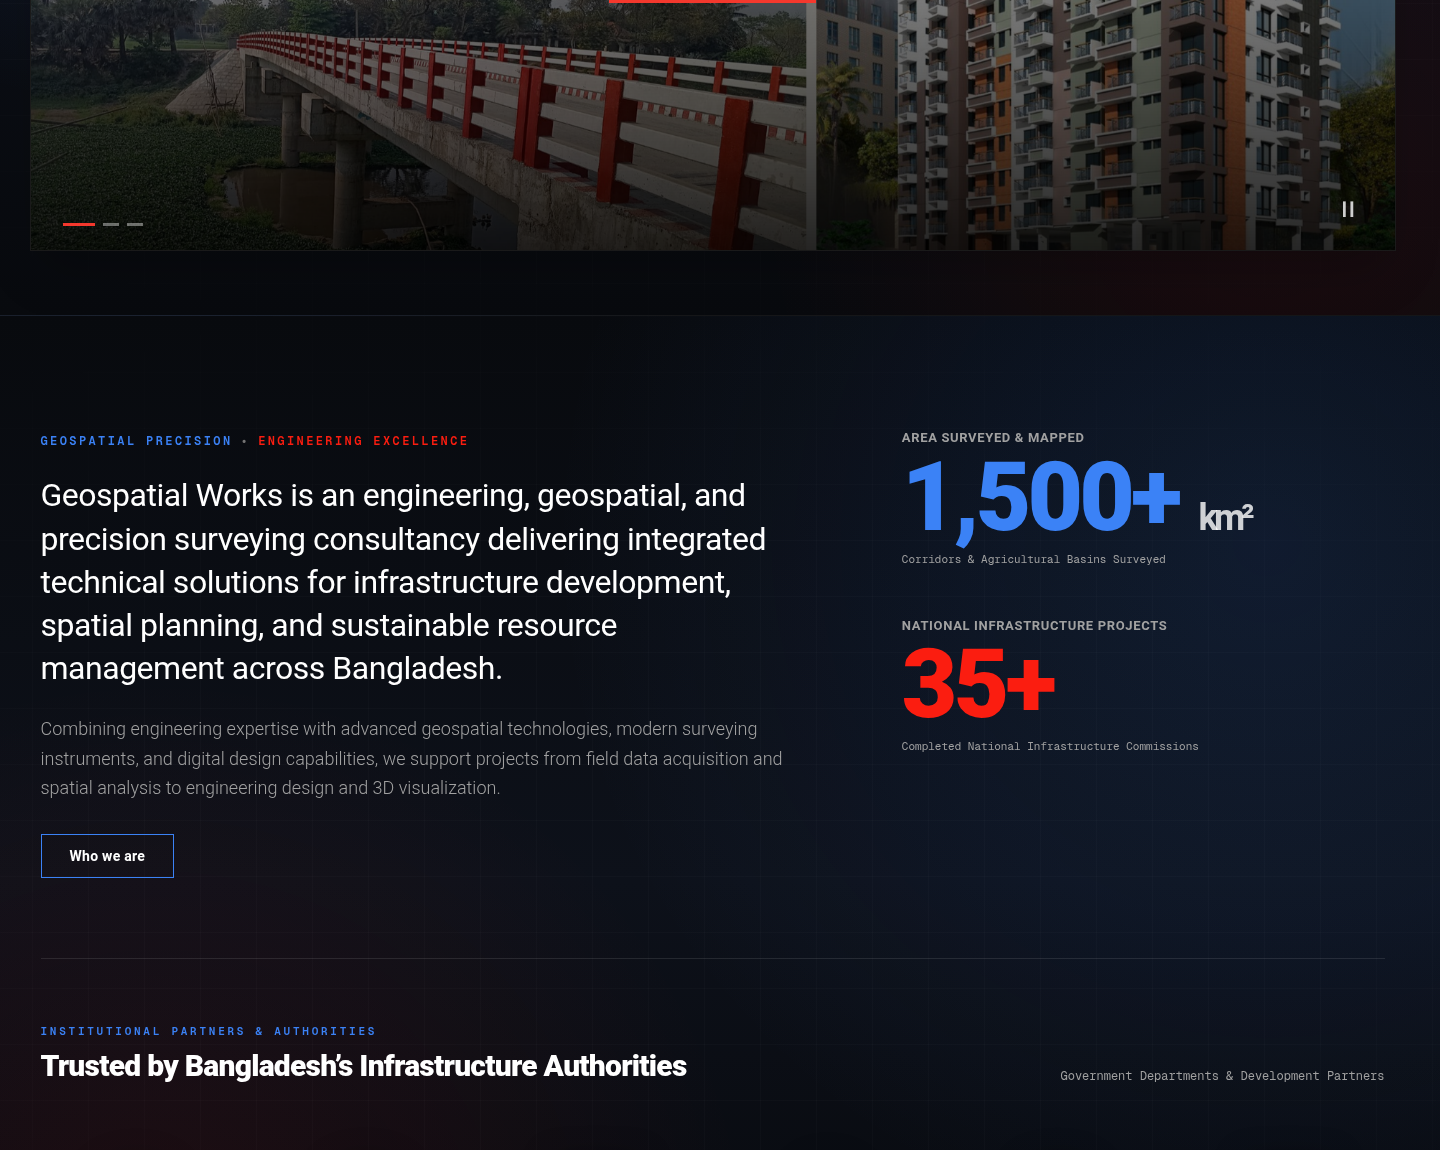 GEOSPATIAL PRECISION • ENGINEERING EXCELLENCE
Geospatial Works is an engineering, geospatial, and
precision surveying consultancy delivering integrated
technical solutions for infrastructure development,
spatial planning, and sustainable resource
management across Bangladesh.
Combining engineering expertise with advanced geospatial technologies, modern surveying
instruments, and digital design capabilities, we support projects from field data acquisition and
spatial analysis to engineering design and 3D visualization.
Who we are
AREA SURVEYED & MAPPED
1,500+ km²
Corridors & Agricultural Basins Surveyed
NATIONAL INFRASTRUCTURE PROJECTS
35+
Completed National Infrastructure Commissions
INSTITUTIONAL PARTNERS & AUTHORITIES
Trusted by Bangladesh’s Infrastructure Authorities
Government Departments & Development Partners